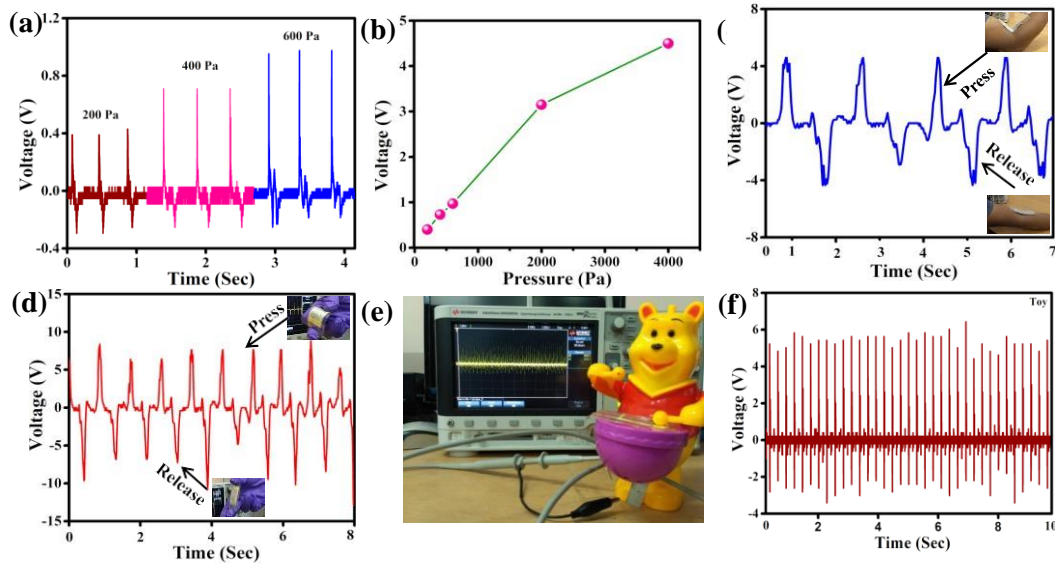 (a)
1.2
0.8
0.4
0.0
-0.4
Voltage (V)
200 Pa
400 Pa
600 Pa
0
1
2
3
4
Time (Sec)
(b)
5
4
3
2
1
0
Voltage (V)
0
1000
2000
3000
4000
Pressure (Pa)
(
8
4
0
-4
-8
Voltage (V)
Press
Release
1
2
3
4
5
6
7
Time (Sec)
(d)
15
10
5
0
-5
-10
-15
Voltage (V)
Press
Release
0
2
4
6
8
Time (Sec)
(e)
(f)
Toy
8
6
4
2
0
-2
-4
Voltage (V)
0
2
4
6
8
10
Time (Sec)